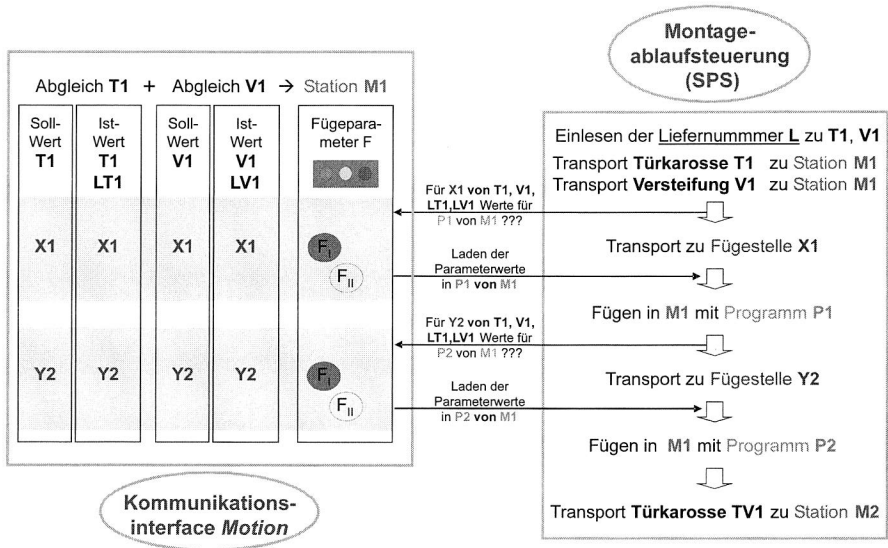 Montage-
ablaufsteuerung
(SPS)
Abgleich T1 + Abgleich V1 → Station M1
Soll-
Wert
T1
Ist-
Wert
T1
LT1
Soll-
Wert
V1
Ist-
Wert
V1
LV1
Fügepara-
meter F
X1 X1 X1 X1
F_I
F_II
Y2 Y2 Y2 Y2
F_I
F_II
Kommunikations-
interface Motion
Für X1 von T1, V1,
LT1,LV1 Werte für
P1 von M1 ???
Laden der
Parameterwerte
in P1 von M1
Für Y2 von T1, V1,
LT1,LV1 Werte für
P2 von M1 ???
Laden der
Parameterwerte
in P2 von M1
Einlesen der Liefernummmer L zu T1, V1
Transport Türkarosse T1 zu Station M1
Transport Versteifung V1 zu Station M1
Transport zu Fügestelle X1
Fügen in M1 mit Programm P1
Transport zu Fügestelle Y2
Fügen in M1 mit Programm P2
Transport Türkarosse TV1 zu Station M2